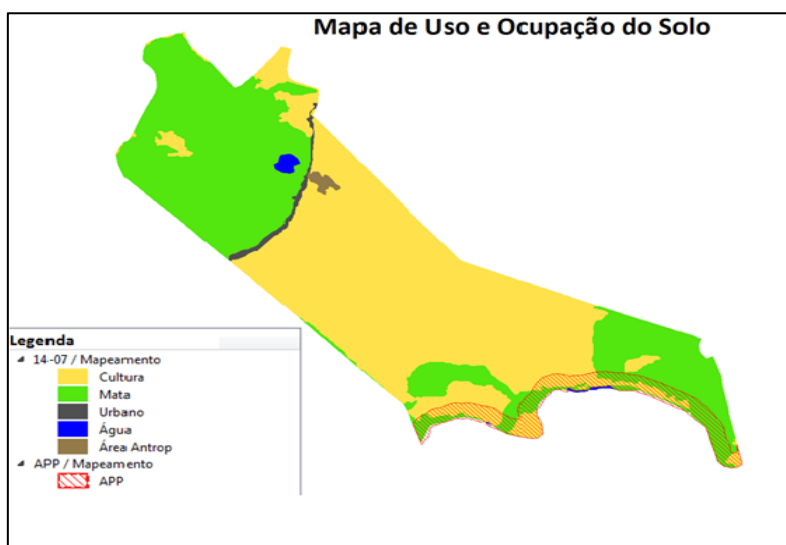 Mapa de Uso e Ocupação do Solo
Legenda
14-07 / Mapeamento
Cultura
Mata
Urbano
Água
Área Antrop
APP / Mapeamento
APP